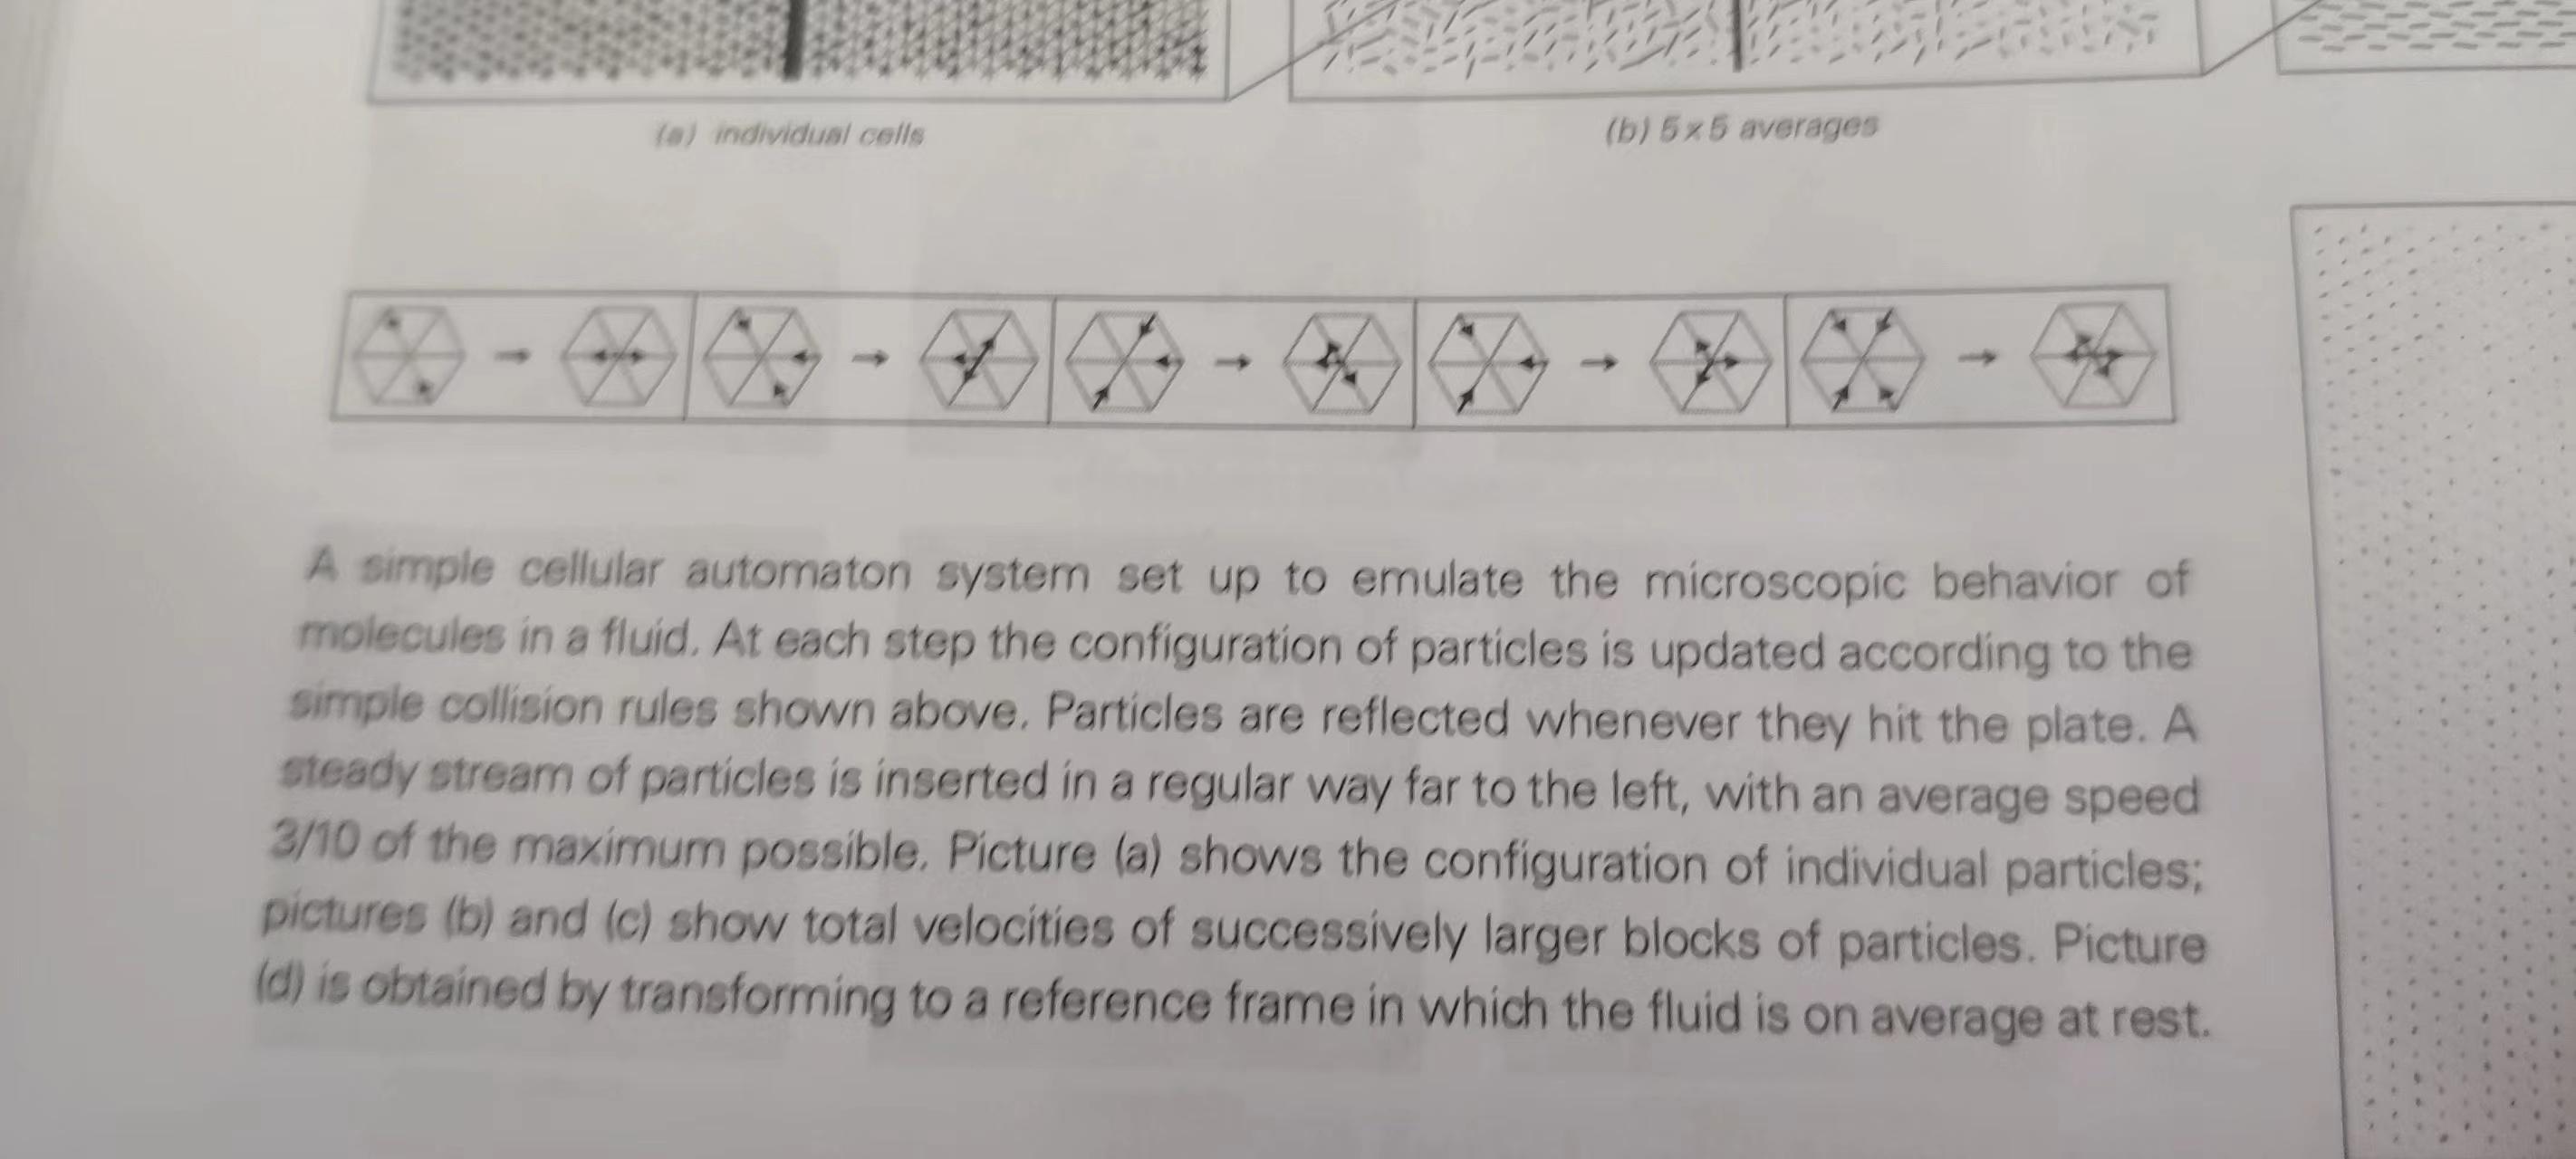 (a) individual cells
(b) 5×5 averages
A simple cellular automaton system set up to emulate the microscopic behavior of
molecules in a fluid. At each step the configuration of particles is updated according to the
simple collision rules shown above. Particles are reflected whenever they hit the plate. A
steady stream of particles is inserted in a regular way far to the left, with an average speed
3/10 of the maximum possible. Picture (a) shows the configuration of individual particles;
pictures (b) and (c) show total velocities of successively larger blocks of particles. Picture
(d) is obtained by transforming to a reference frame in which the fluid is on average at rest.